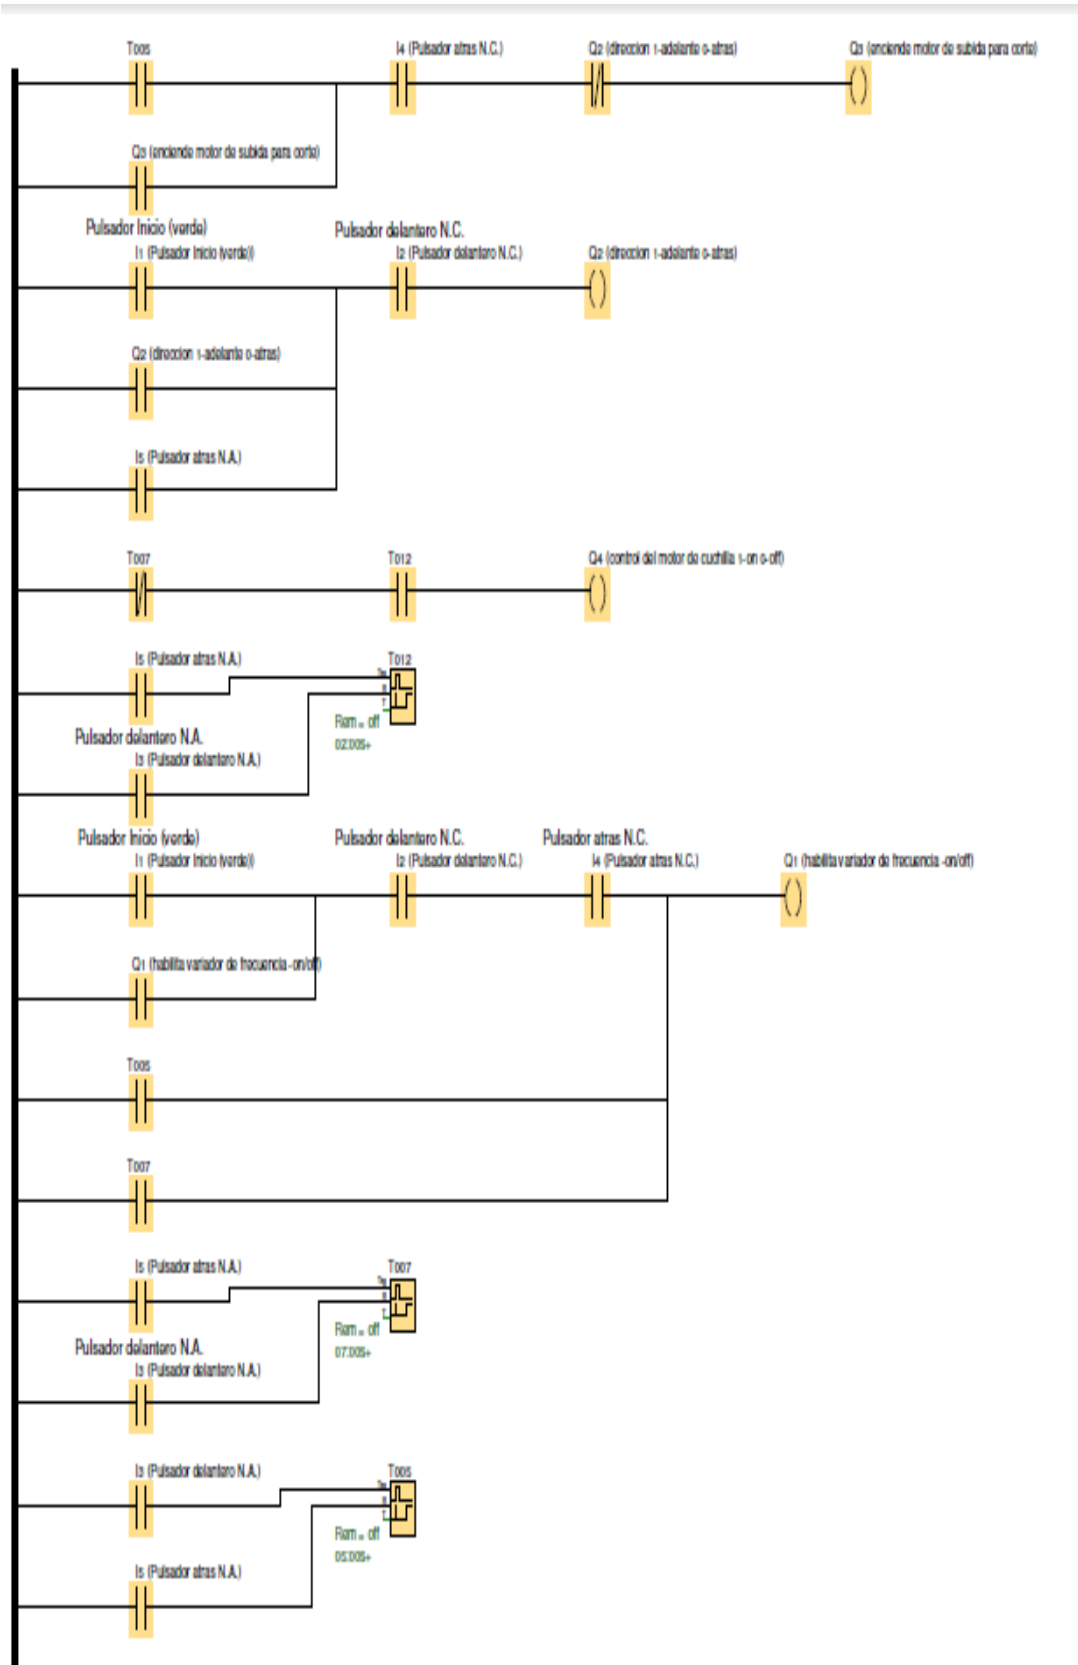 T005
I4 (Pulsador atras N.C.)
Q2 (direccion 1-adelante 0-atras)
Q3 (enciende motor de subida para corte)
Q3 (enciende motor de subida para corte)
Pulsador Inicio (verde)
Pulsador delantero N.C.
I1 (Pulsador Inicio (verde))
I2 (Pulsador delantero N.C.)
Q2 (direccion 1-adelante 0-atras)
Q2 (direccion 1-adelante 0-atras)
I5 (Pulsador atras N.A.)
T007
T012
Q4 (control del motor de cuchilla 1-on 0-off)
I5 (Pulsador atras N.A.)
T012
Rem = off
02:00s+
Pulsador delantero N.A.
I3 (Pulsador delantero N.A.)
Pulsador Inicio (verde)
Pulsador delantero N.C.
Pulsador atras N.C.
I1 (Pulsador Inicio (verde))
I2 (Pulsador delantero N.C.)
I4 (Pulsador atras N.C.)
Q1 (habilita variador de frecuencia -on/off)
Q1 (habilita variador de frecuencia -on/off)
T005
T007
I5 (Pulsador atras N.A.)
T007
Rem = off
07:00s+
Pulsador delantero N.A.
I3 (Pulsador delantero N.A.)
I3 (Pulsador delantero N.A.)
T005
Rem = off
05:00s+
I5 (Pulsador atras N.A.)